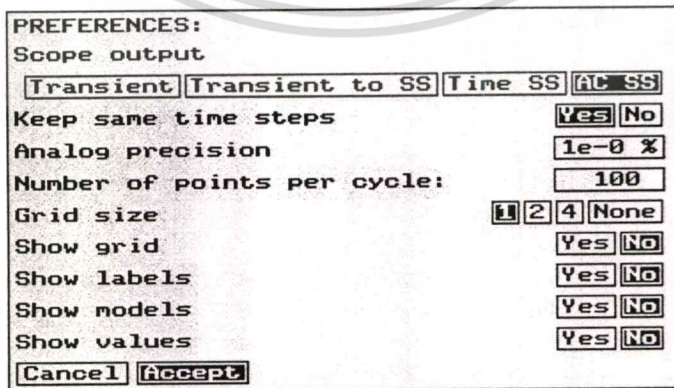 PREFERENCES:
Scope output
Transient Transient to SS Time SS AC SS
Keep same time steps Yes No
Analog precision 1e-0 %
Number of points per cycle: 100
Grid size 1 2 4 None
Show grid Yes No
Show labels Yes No
Show models Yes No
Show values Yes No
Cancel Accept